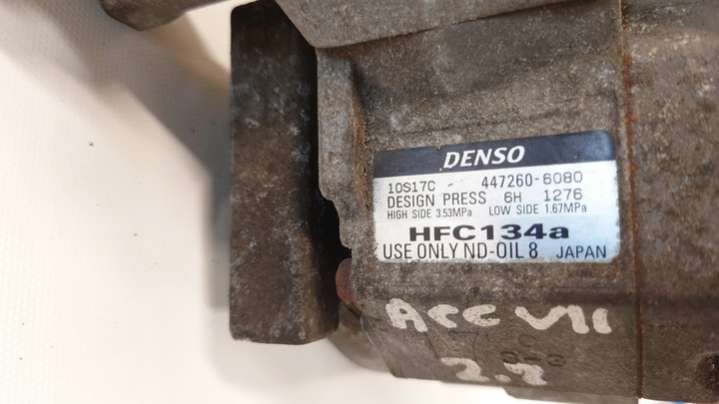 DENSO
10S17C 447260-6080
DESIGN PRESS 6H 1276
HIGH SIDE 3.53MPa LOW SIDE 1.67MPa
HFC134a
USE ONLY ND-OIL 8 JAPAN
ACC VII
2.2